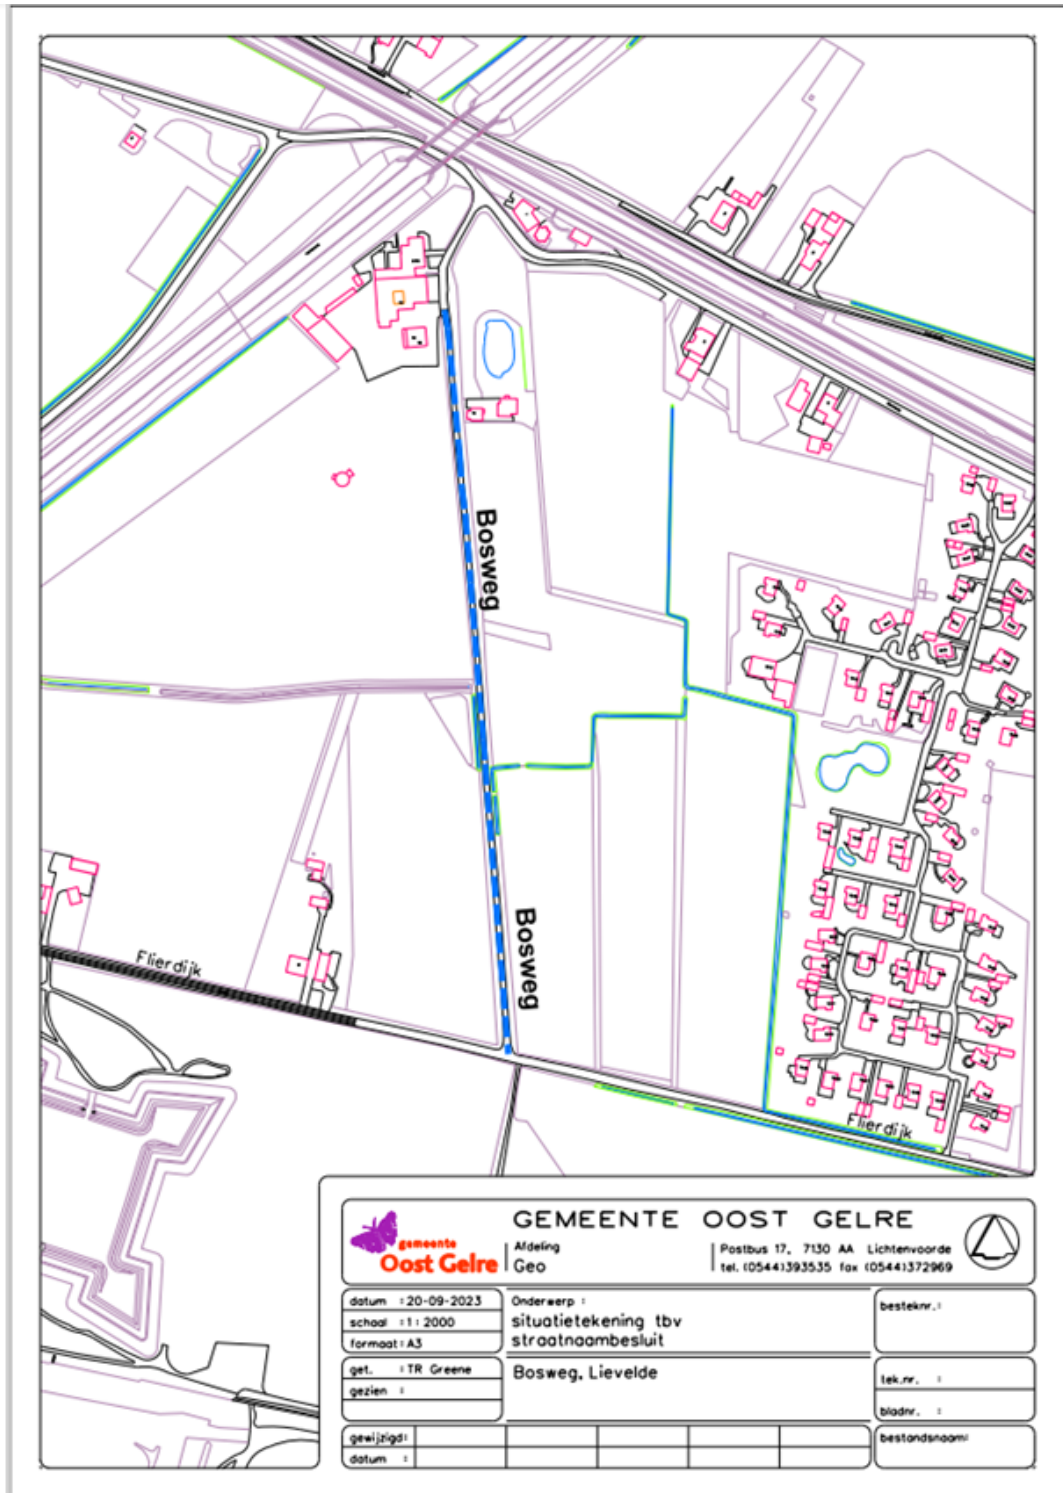 Bosweg
Bosweg
Flierdijk
Flierdijk
gemeente
Oost Gelre
GEMEENTE OOST GELRE
Afdeling
Geo
Postbus 17, 7130 AA Lichtenvoorde
tel. (0544)393535 fax (0544)372969
datum : 20-09-2023
schaal : 1: 2000
formaat: A3
Onderwerp :
situatietekening tbv
straatnaambesluit
besteknr.:
get. : TR Greene
gezien :
Bosweg, Lievelde
tek.nr. :
bladnr. :
gewijzigd:
datum :
bestandsnaam: